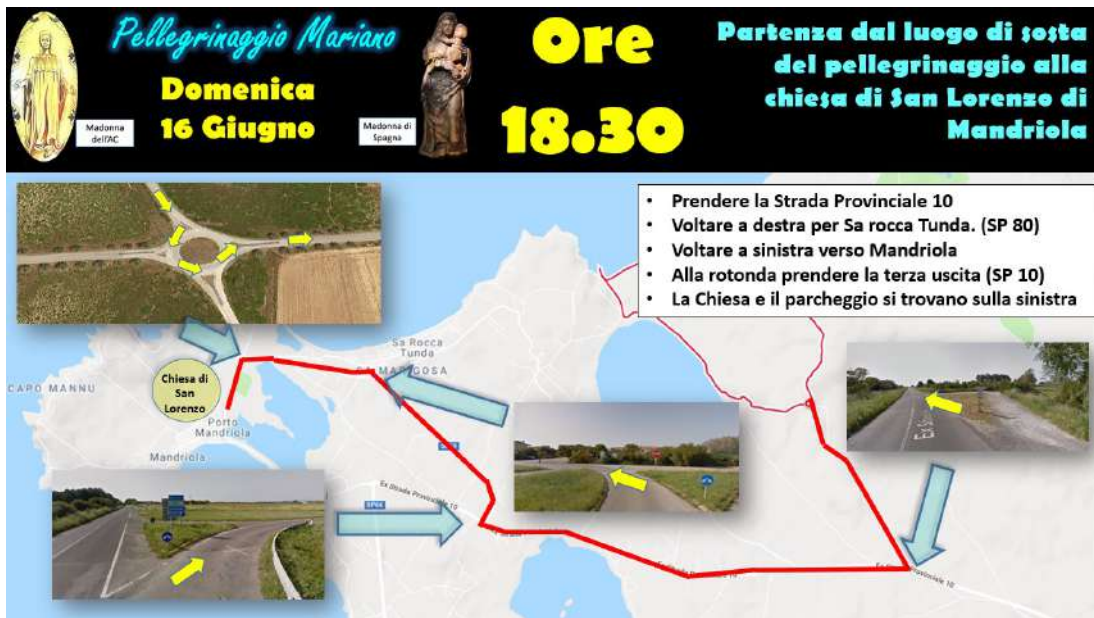 Pellegrinaggio Mariano
Domenica
16 Giugno
Madonna
dell'AC
Madonna di
Spagna
Ore
18.30
Partenza dal luogo di sosta
del pellegrinaggio alla
chiesa di San Lorenzo di
Mandriola
• Prendere la Strada Provinciale 10
• Voltare a destra per Sa rocca Tunda. (SP 80)
• Voltare a sinistra verso Mandriola
• Alla rotonda prendere la terza uscita (SP 10)
• La Chiesa e il parcheggio si trovano sulla sinistra
Sa Rocca
Tunda
CAPO MANNU
Chiesa di
San
Lorenzo
Porto
Mandriola
Mandriola
Ex Strada Provinciale 10